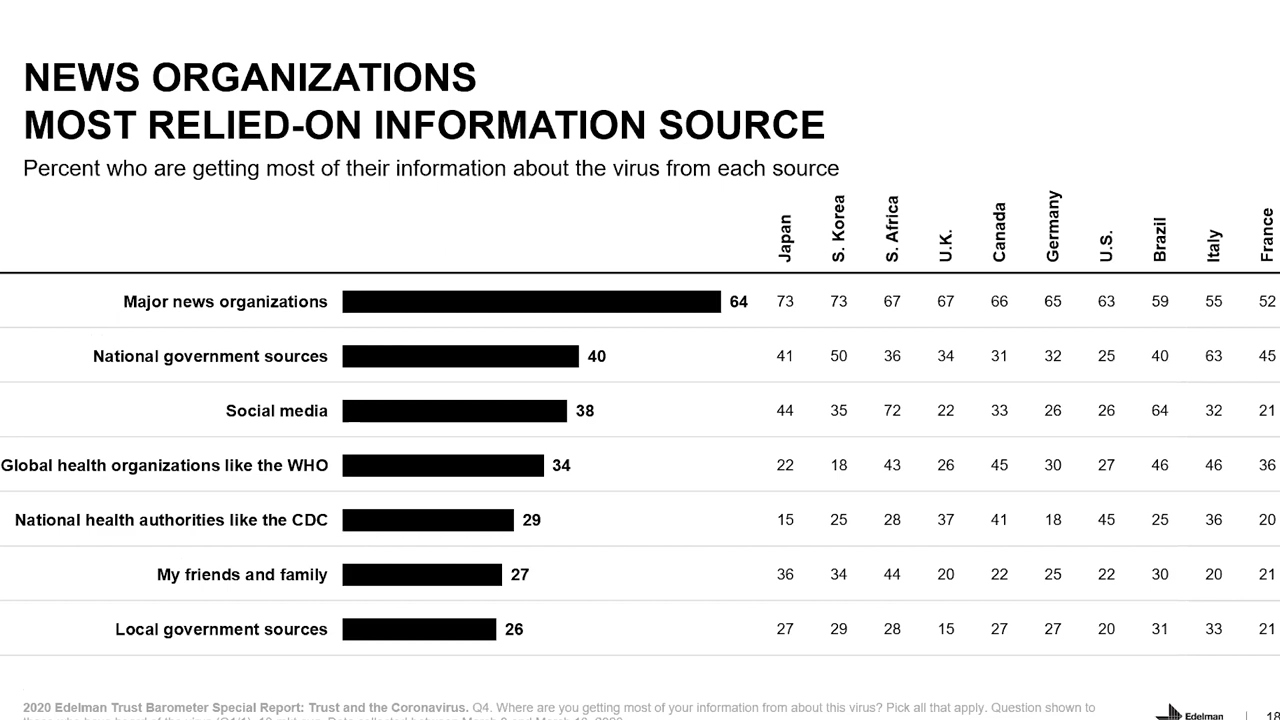 NEWS ORGANIZATIONS
MOST RELIED-ON INFORMATION SOURCE
Percent who are getting most of their information about the virus from each source
Japan S. Korea S. Africa U.K. Canada Germany U.S. Brazil Italy France
Major news organizations 64 73 73 67 67 66 65 63 59 55 52
National government sources 40 41 50 36 34 31 32 25 40 63 45
Social media 38 44 35 72 22 33 26 26 64 32 21
Global health organizations like the WHO 34 22 18 43 26 45 30 27 46 46 36
National health authorities like the CDC 29 15 25 28 37 41 18 45 25 36 20
My friends and family 27 36 34 44 20 22 25 22 30 20 21
Local government sources 26 27 29 28 15 27 27 20 31 33 21
2020 Edelman Trust Barometer Special Report: Trust and the Coronavirus. Q4. Where are you getting most of your information about this virus? Pick all that apply. Question shown to
Edelman | 18